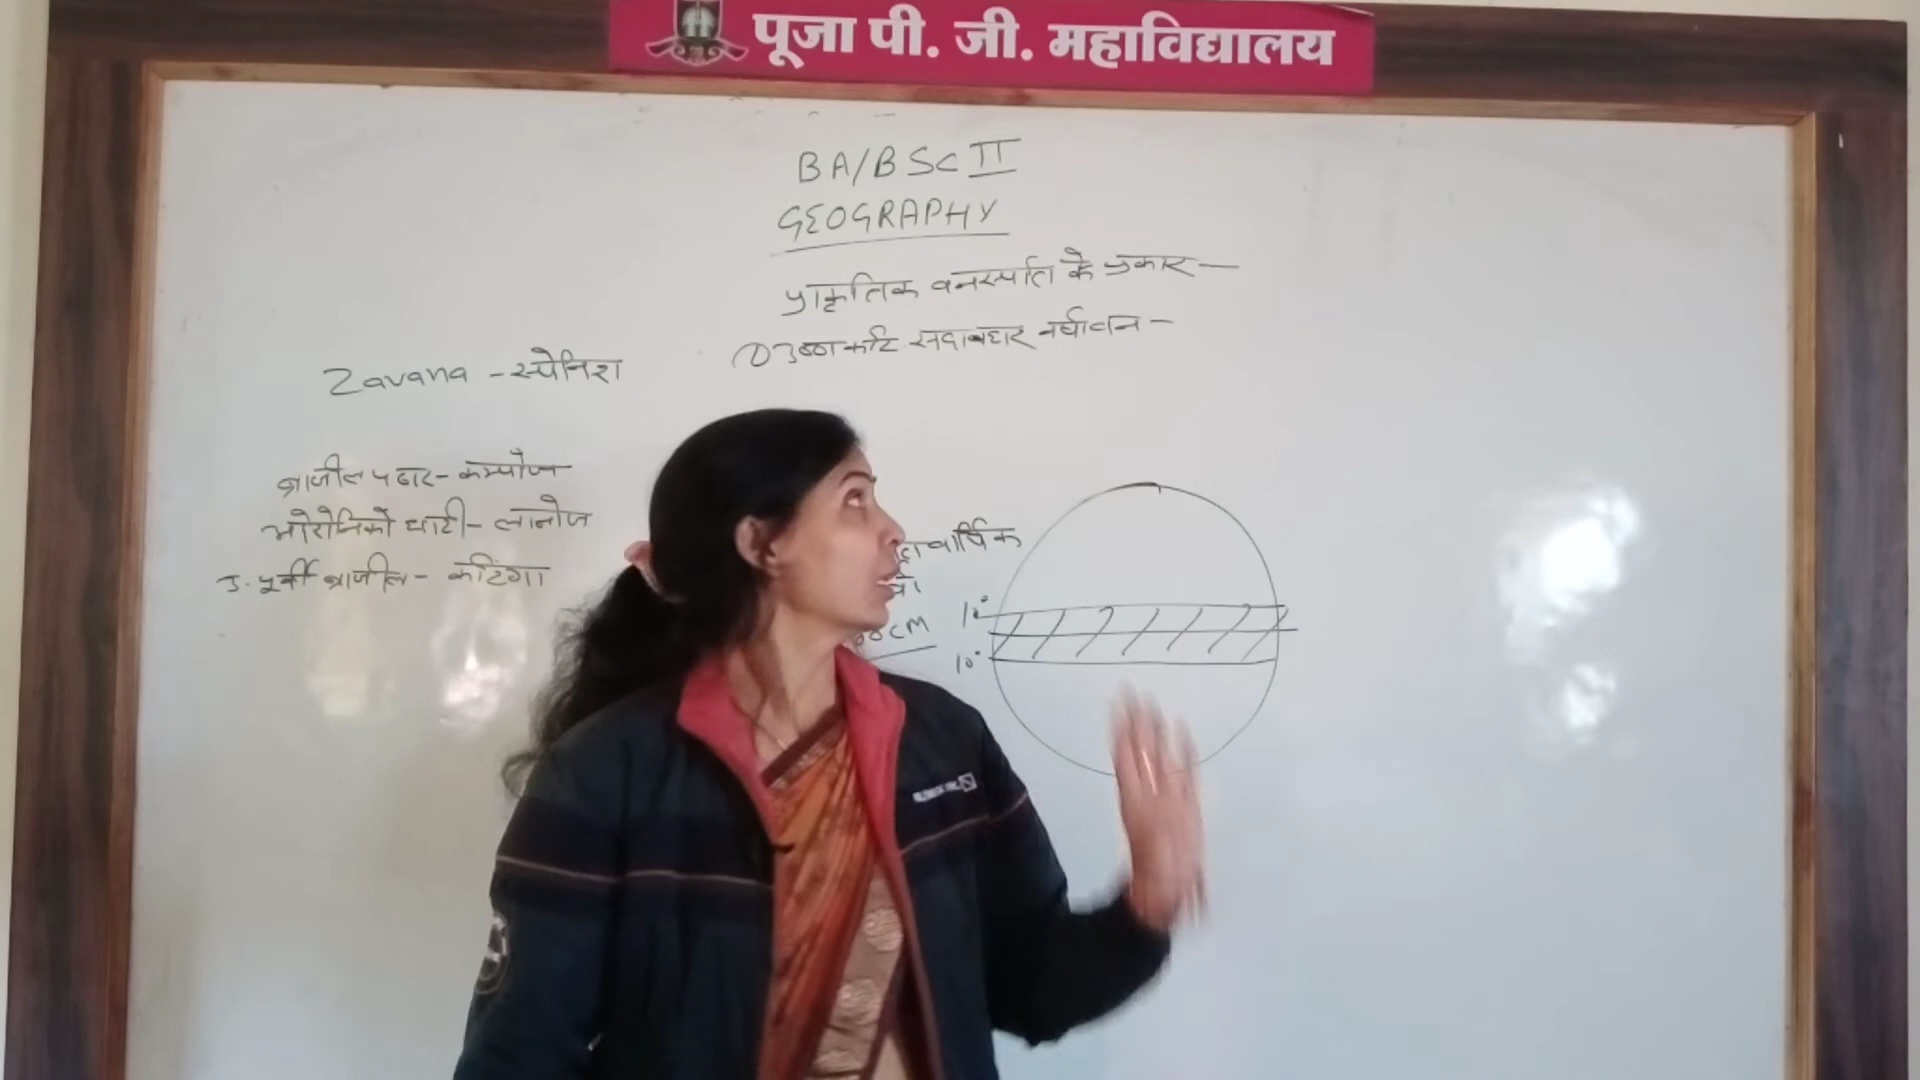 पूजा पी. जी. महाविद्यालय
BA/BSc II
GEOGRAPHY
प्राकृतिक वनस्पति के प्रकार —
① उष्ण कटि. सदाबहार वर्षावन —
Zavana - स्पेनिश
ब्राजील पठार - कम्पोज
ओरोनिको घाटी - लानोज
उ. पूर्वी ब्राजील - कटिंगा
वार्षिक
CM
10°
10°